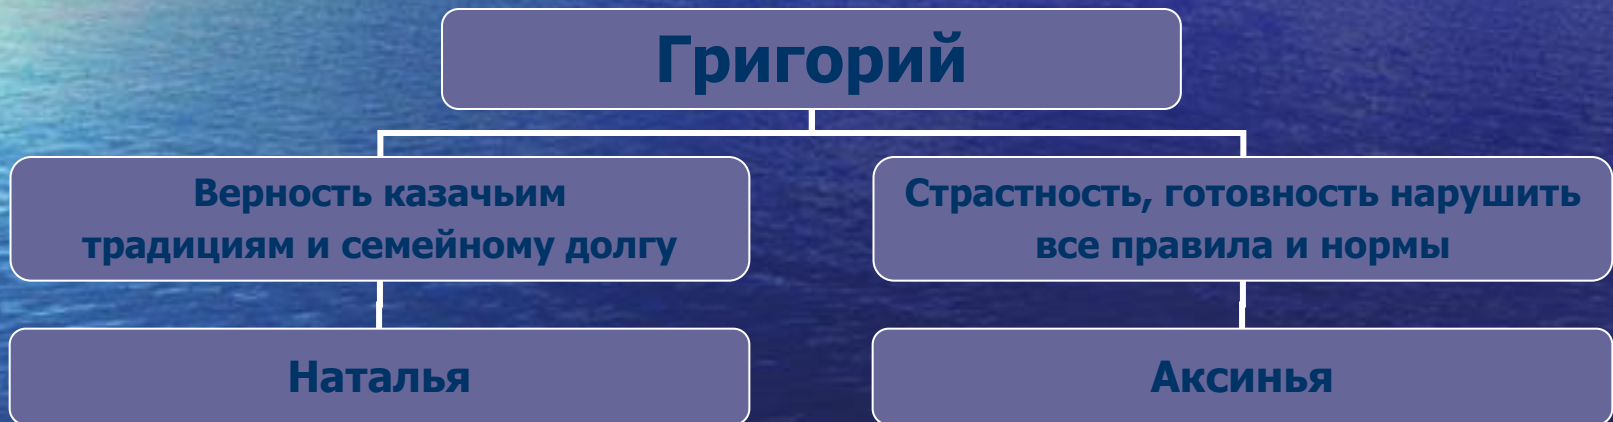 Григорий
Верность казачьим
традициям и семейному долгу
Страстность, готовность нарушить
все правила и нормы
Наталья
Аксинья